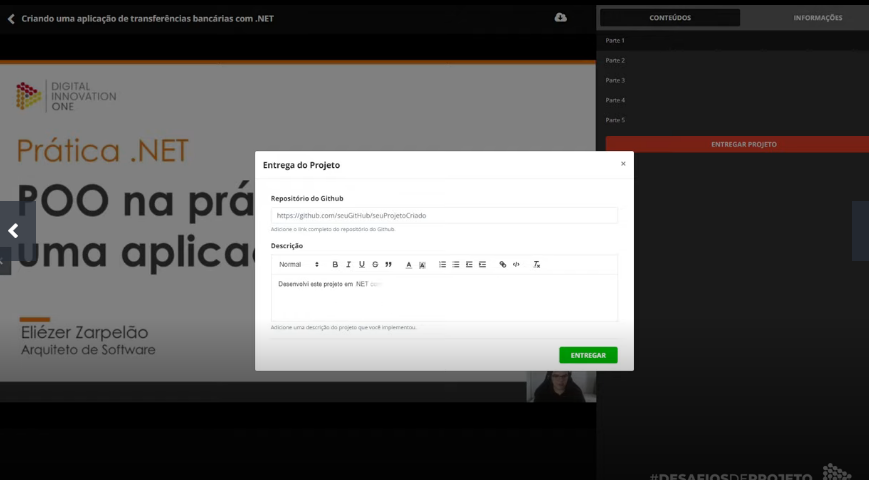 Criando uma aplicação de transferências bancárias com .NET
CONTEÚDOS
INFORMAÇÕES
Parte 1
Parte 2
Parte 3
Parte 4
Parte 5
ENTREGAR PROJETO
DIGITAL
INNOVATION
ONE
Prática .NET
POO na prá
uma aplica
Eliézer Zarpelão
Arquiteto de Software
Entrega do Projeto
×
Repositório do Github
https://github.com/seuGitHub/seuProjetoCriado
Adicione o link completo do repositório do Github.
Descrição
Normal
Desenvolvi este projeto em .NET com
Adicione uma descrição do projeto que você implementou.
ENTREGAR
#DESAFIOSDEPROJETO